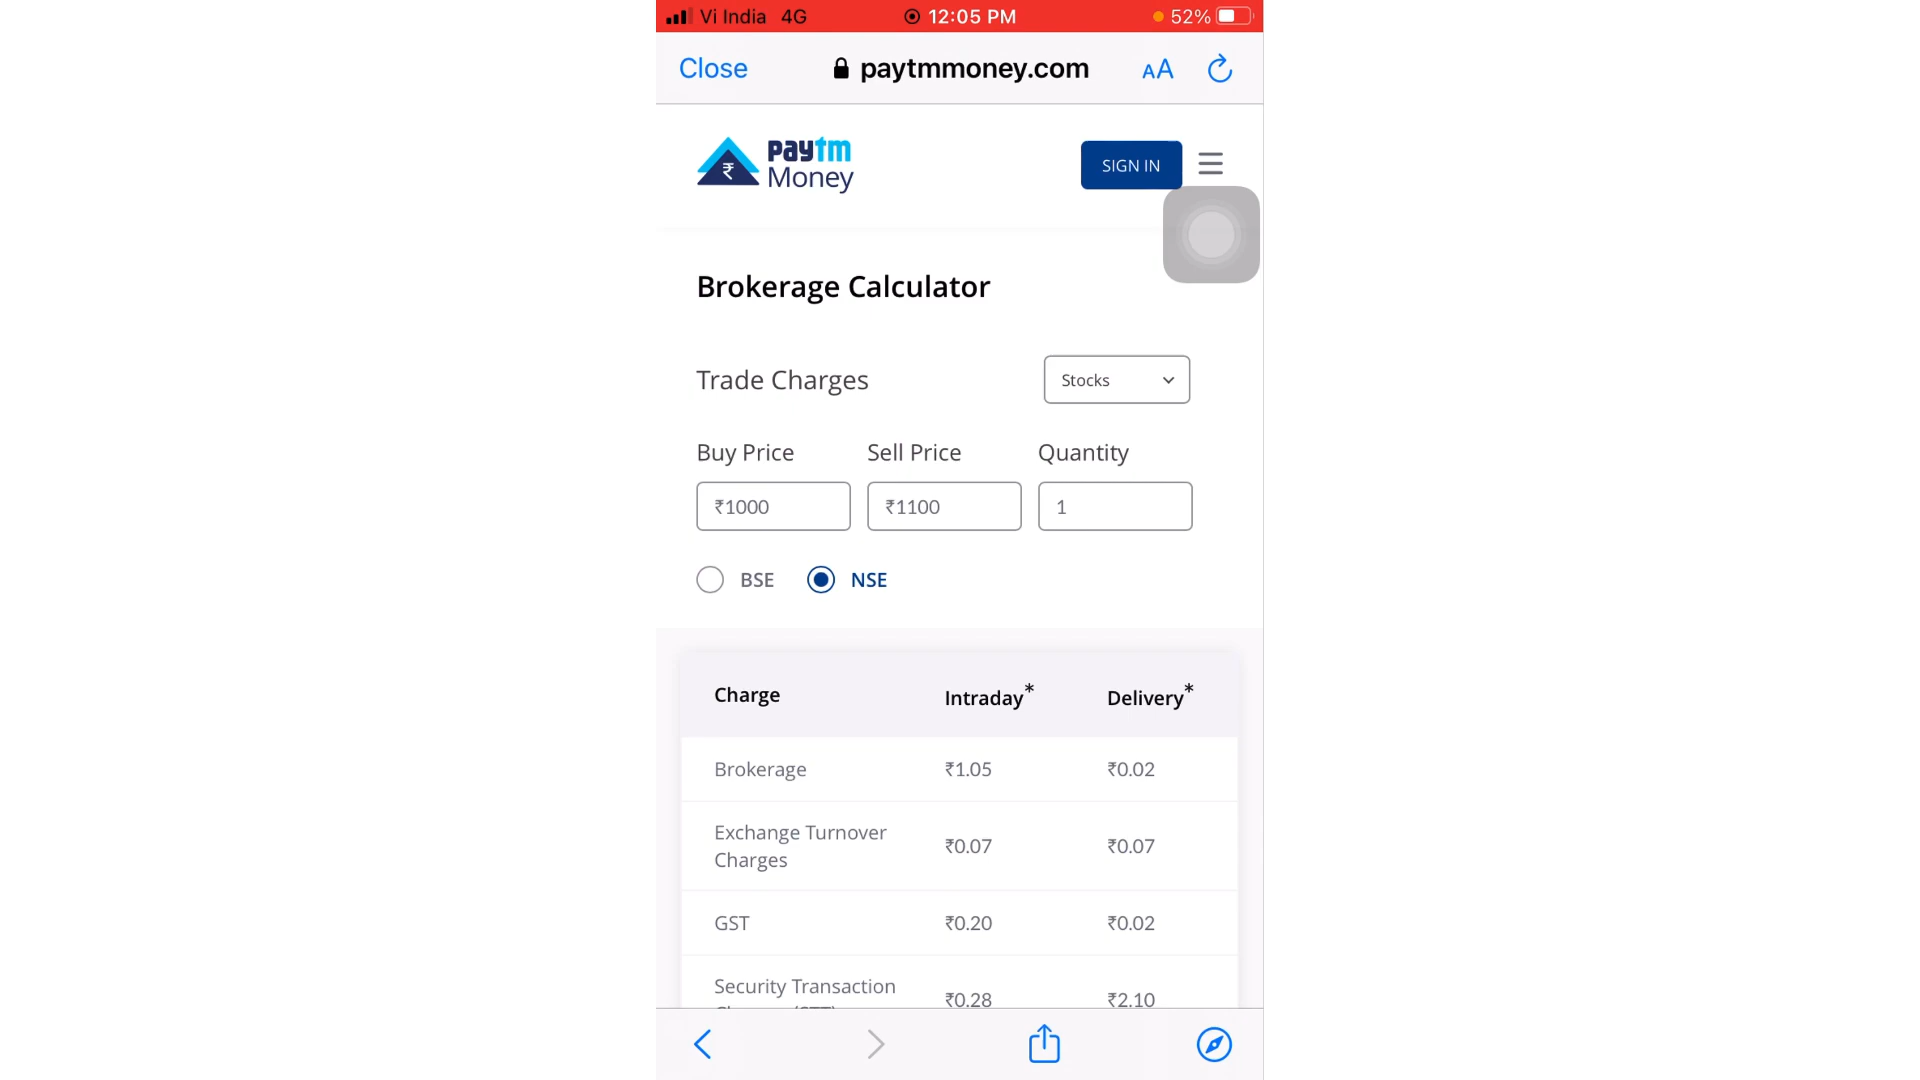 Vi India 4G 12:05 PM 52%
Close paytmmoney.com AA
₹ paytm
Money
SIGN IN
Brokerage Calculator
Trade Charges Stocks
Buy Price Sell Price Quantity
₹1000 ₹1100 1
BSE NSE
Charge Intraday* Delivery*
Brokerage ₹1.05 ₹0.02
Exchange Turnover
Charges ₹0.07 ₹0.07
GST ₹0.20 ₹0.02
Security Transaction
₹0.28 ₹2.10